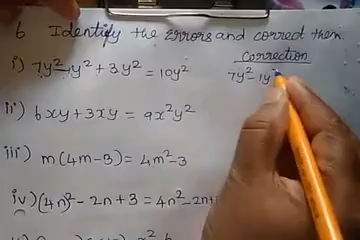 6 Identify the Errors and correct them.
Correction
i) 7y² - y² + 3y² = 10y²
7y² - 1y²
ii) 6xy + 3xy = 9x²y²
iii) m(4m-3) = 4m² - 3
iv) (4n)² - 2n + 3 = 4n² - 2n +